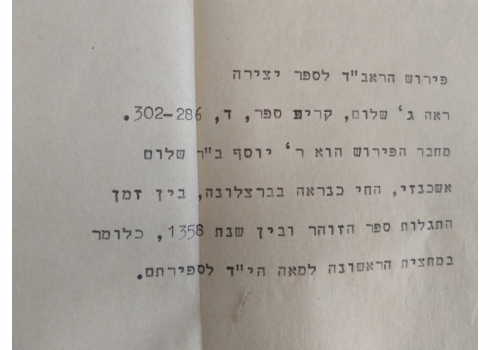 פירוש הראב"ד לספר יצירה
ראה ג' שלום, קרית ספר, ד, 286–302.
מחבר הפירוש הוא ר' יוסף ב"ר שלום
אשכנזי, החי כנראה בברצלונה, בין זמן
התגלות ספר הזוהר ובין שנת 1358, כלומר
במחצית הראשונה למאה הי"ד לספירתם.